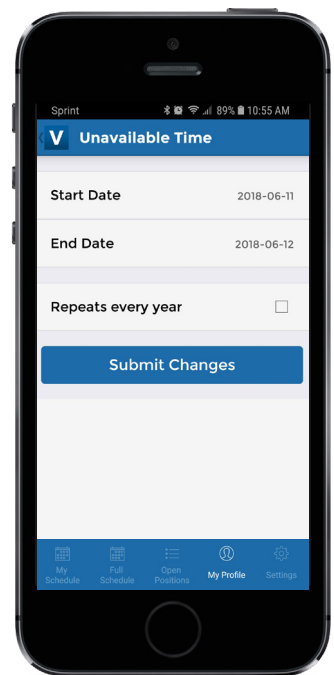 Sprint 89% 10:55 AM
V Unavailable Time
Start Date 2018-06-11
End Date 2018-06-12
Repeats every year
Submit Changes
My Schedule Full Schedule Open Positions My Profile Settings